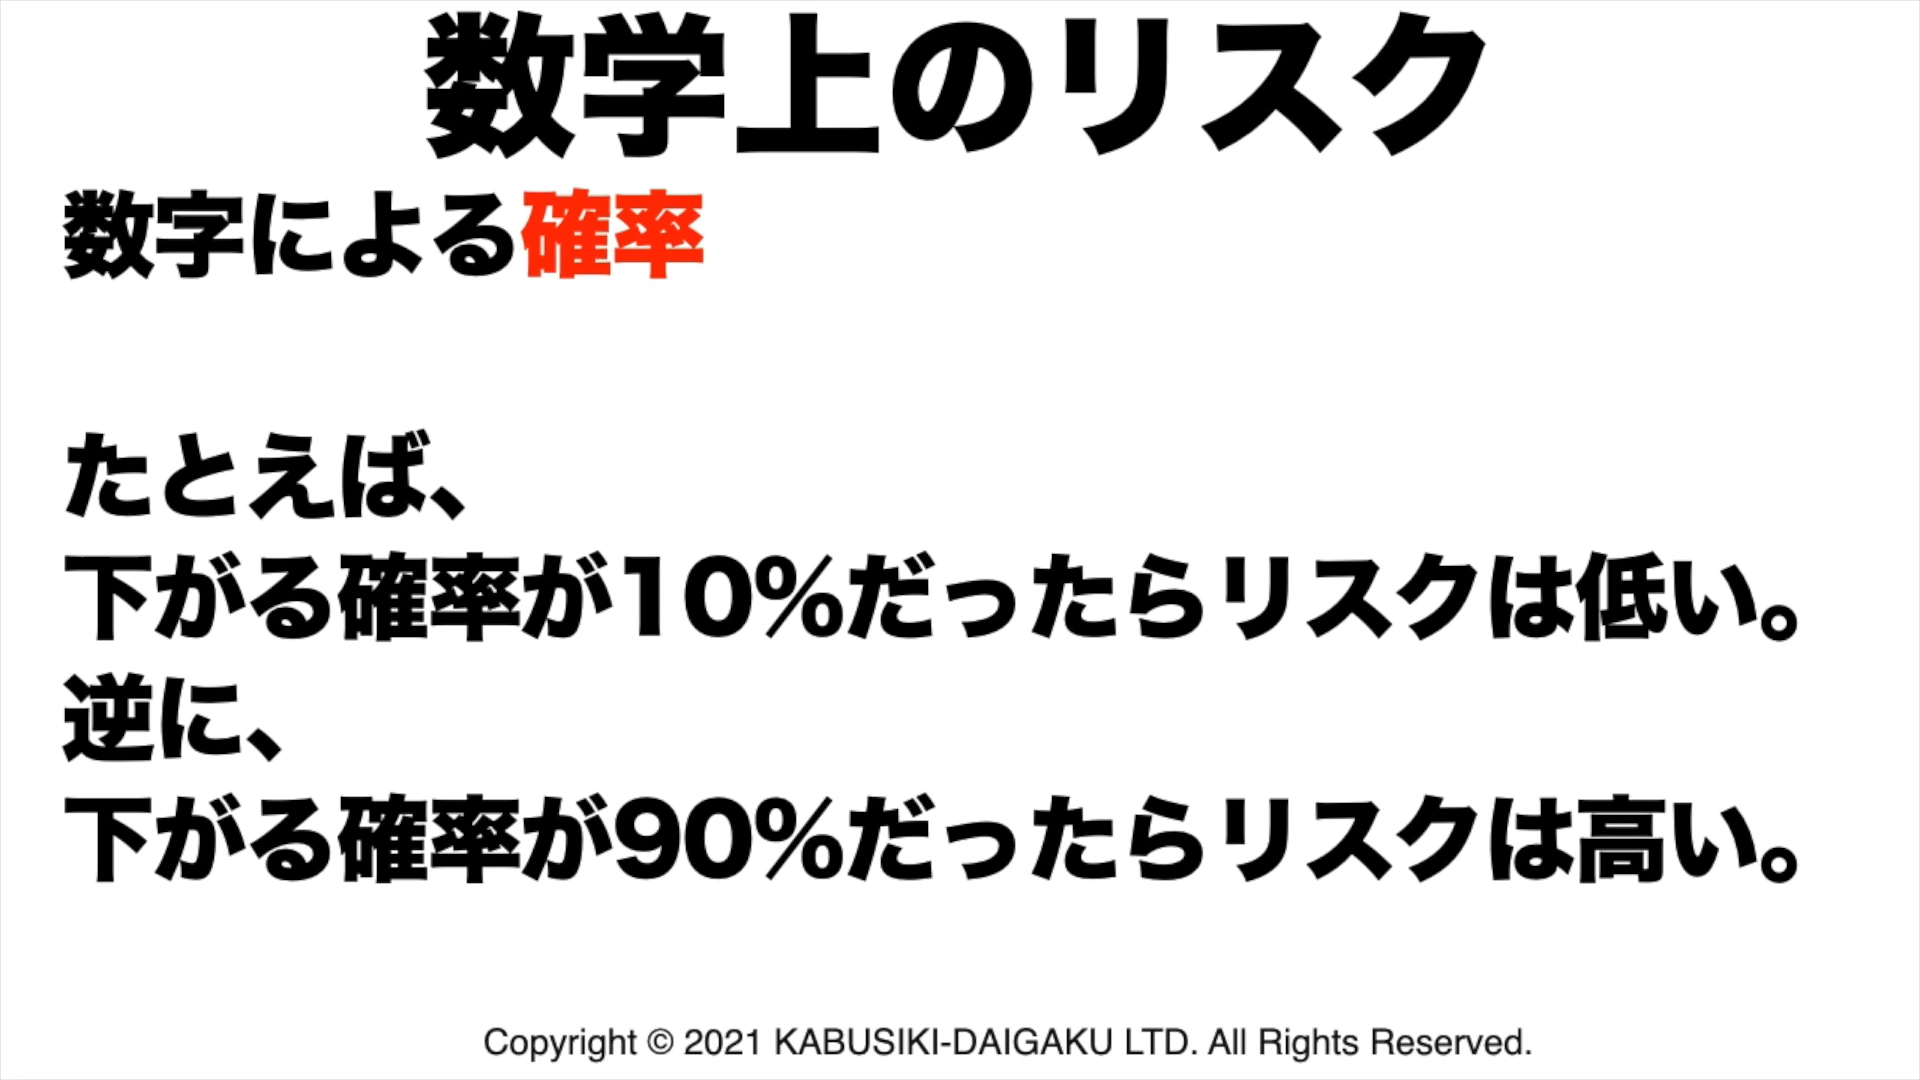 数学上のリスク
数字による確率
たとえば、
下がる確率が10%だったらリスクは低い。
逆に、
下がる確率が90%だったらリスクは高い。
Copyright © 2021 KABUSIKI-DAIGAKU LTD. All Rights Reserved.